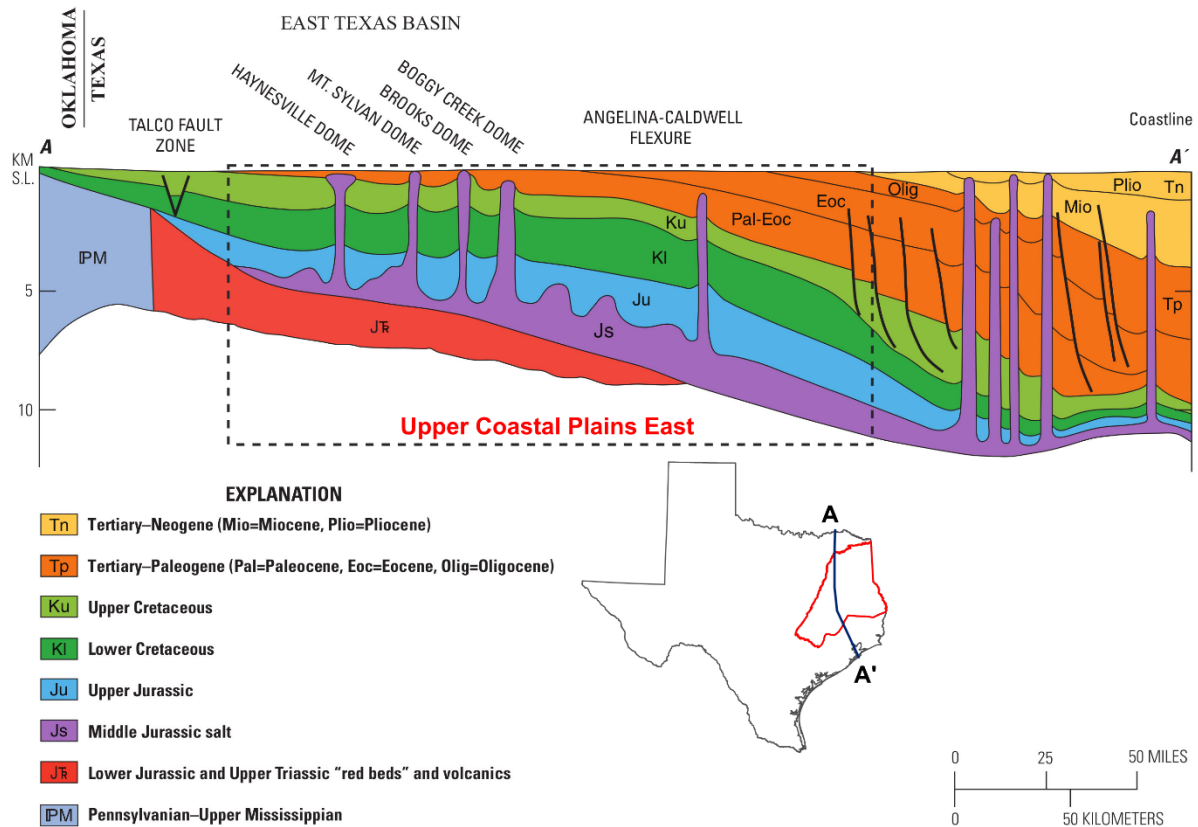 OKLAHOMA
TEXAS
EAST TEXAS BASIN
HAYNESVILLE DOME
MT. SYLVAN DOME
BROOKS DOME
BOGGY CREEK DOME
TALCO FAULT
ZONE
ANGELINA-CALDWELL
FLEXURE
Coastline
A
A′
KM
S.L.
5
10
Olig
Plio
Tn
Eoc
Mio
Ku
Pal-Eoc
ℙM
Kl
Ju
Tp
J̅T̅R̅
Js
Upper Coastal Plains East
EXPLANATION
Tn Tertiary–Neogene (Mio=Miocene, Plio=Pliocene)
Tp Tertiary–Paleogene (Pal=Paleocene, Eoc=Eocene, Olig=Oligocene)
Ku Upper Cretaceous
Kl Lower Cretaceous
Ju Upper Jurassic
Js Middle Jurassic salt
JTR Lower Jurassic and Upper Triassic “red beds” and volcanics
ℙM Pennsylvanian–Upper Mississippian
A
A'
0 25 50 MILES
0 50 KILOMETERS